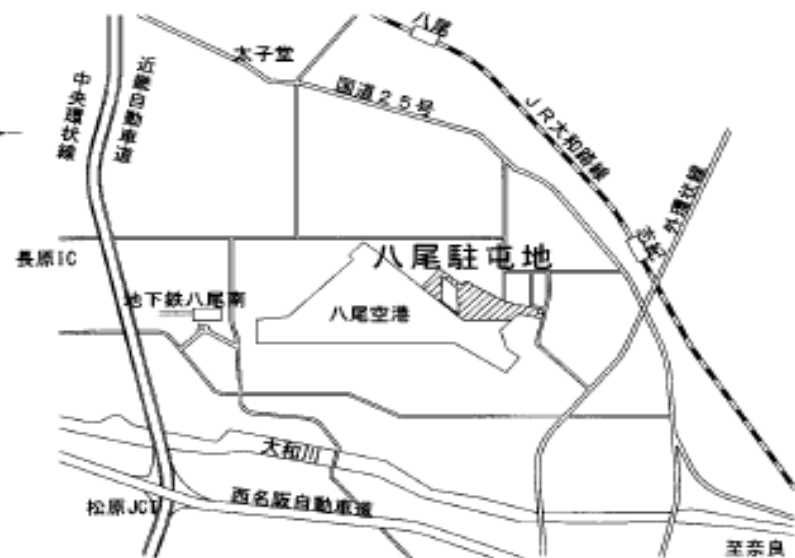 八尾
太子堂
近畿自動車道
中央環状線
国道25号
JR大和路線
外環状線
志紀
長原IC
八尾駐屯地
地下鉄八尾南
八尾空港
大和川
松原JCT
西名阪自動車道
至奈良